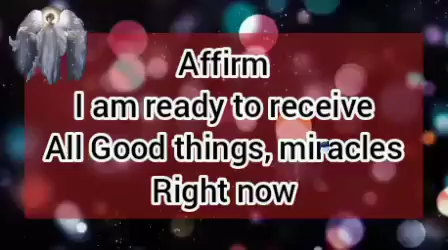 Affirm
I am ready to receive
All Good things, miracles
Right now